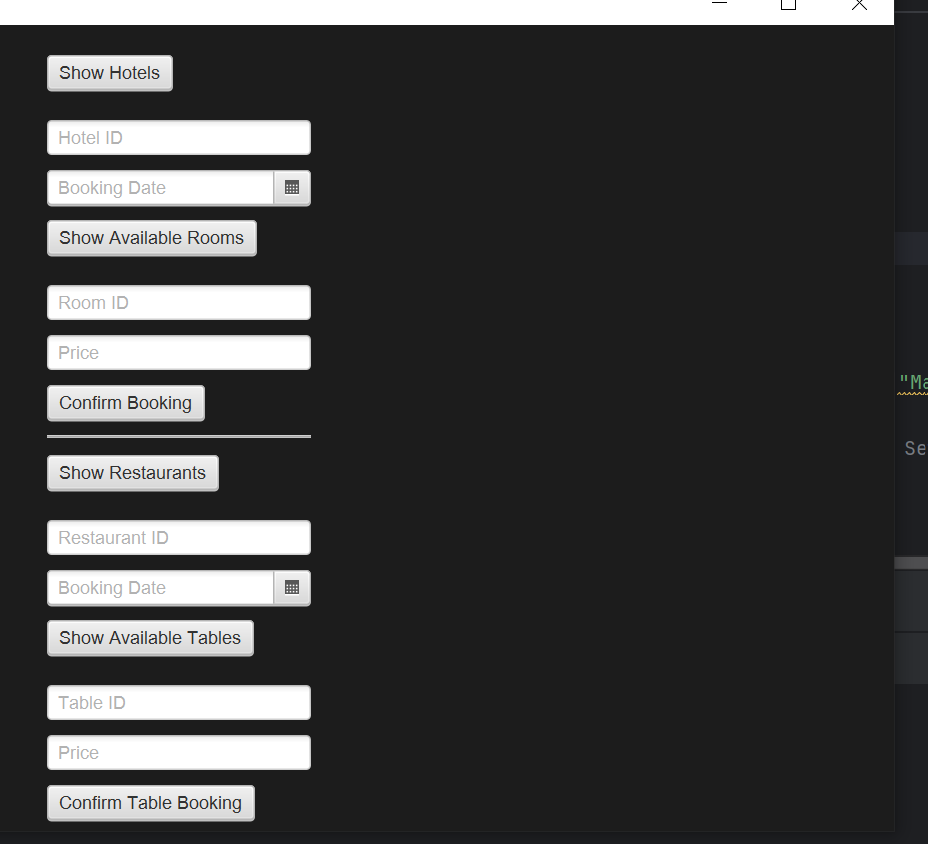 Show Hotels
Hotel ID
Booking Date
Show Available Rooms
Room ID
Price
"Ma
Confirm Booking
Se
Show Restaurants
Restaurant ID
Booking Date
Show Available Tables
Table ID
Price
Confirm Table Booking